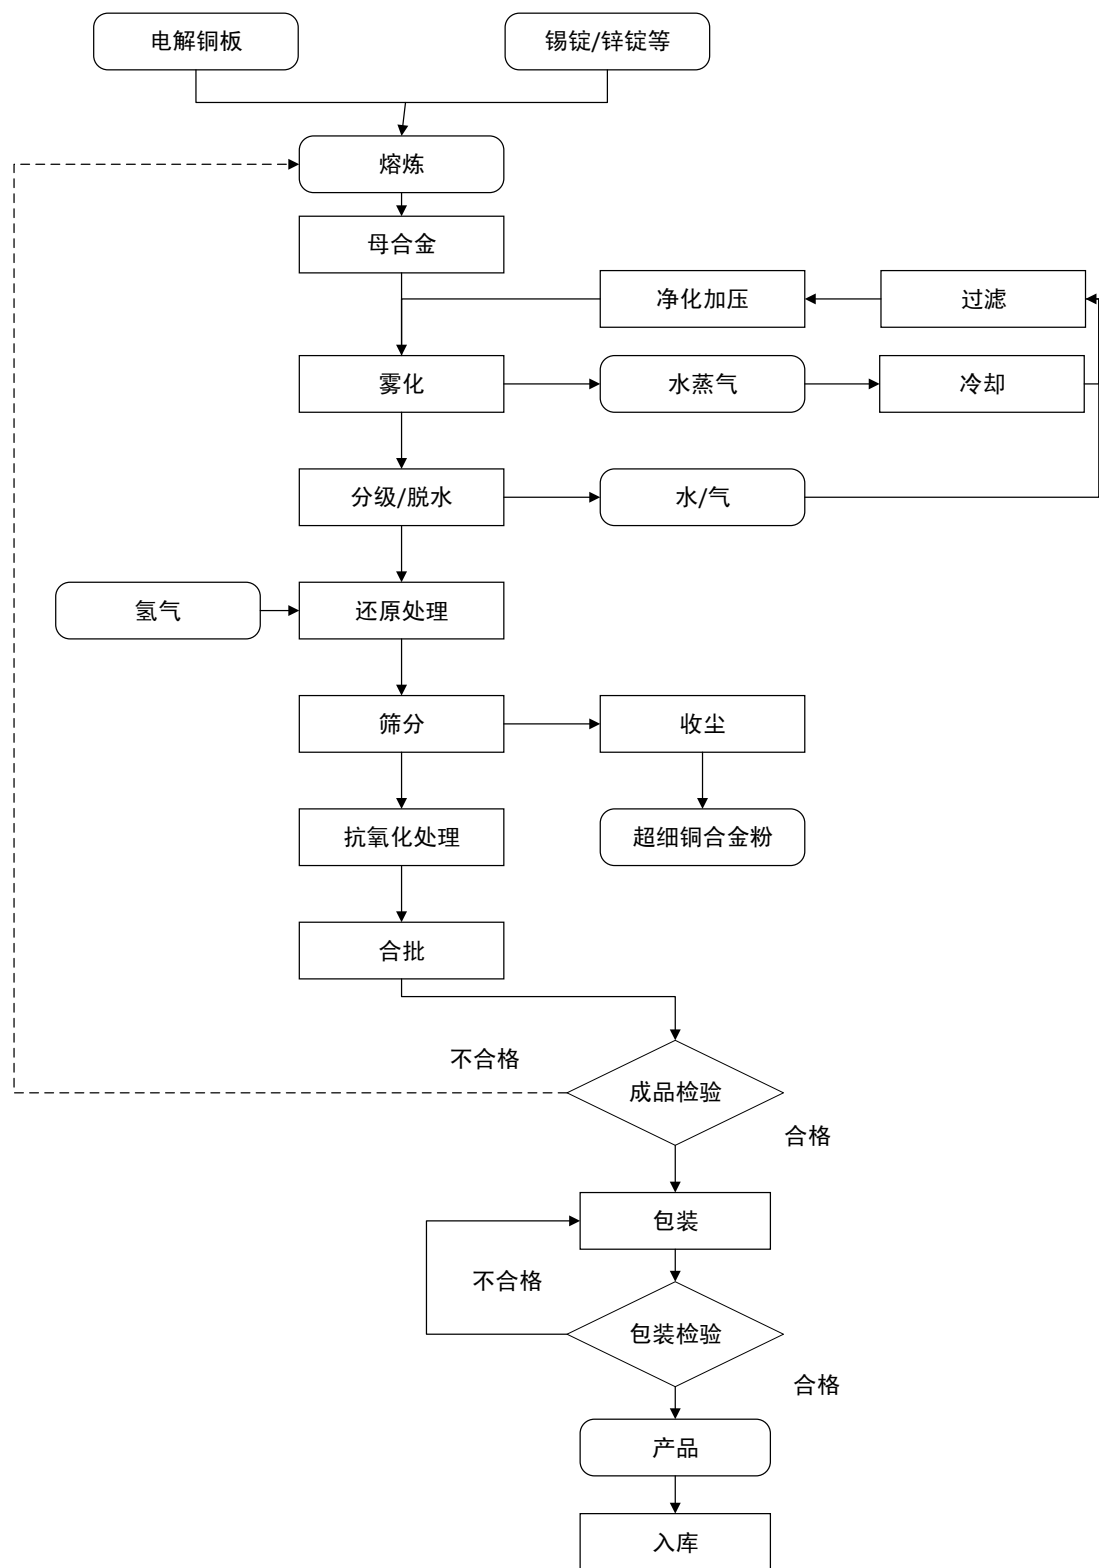 电解铜板
锡锭/锌锭等
熔炼
母合金
净化加压
过滤
雾化
水蒸气
冷却
分级/脱水
水/气
氢气
还原处理
筛分
收尘
抗氧化处理
超细铜合金粉
合批
不合格
成品检验
合格
包装
不合格
包装检验
合格
产品
入库